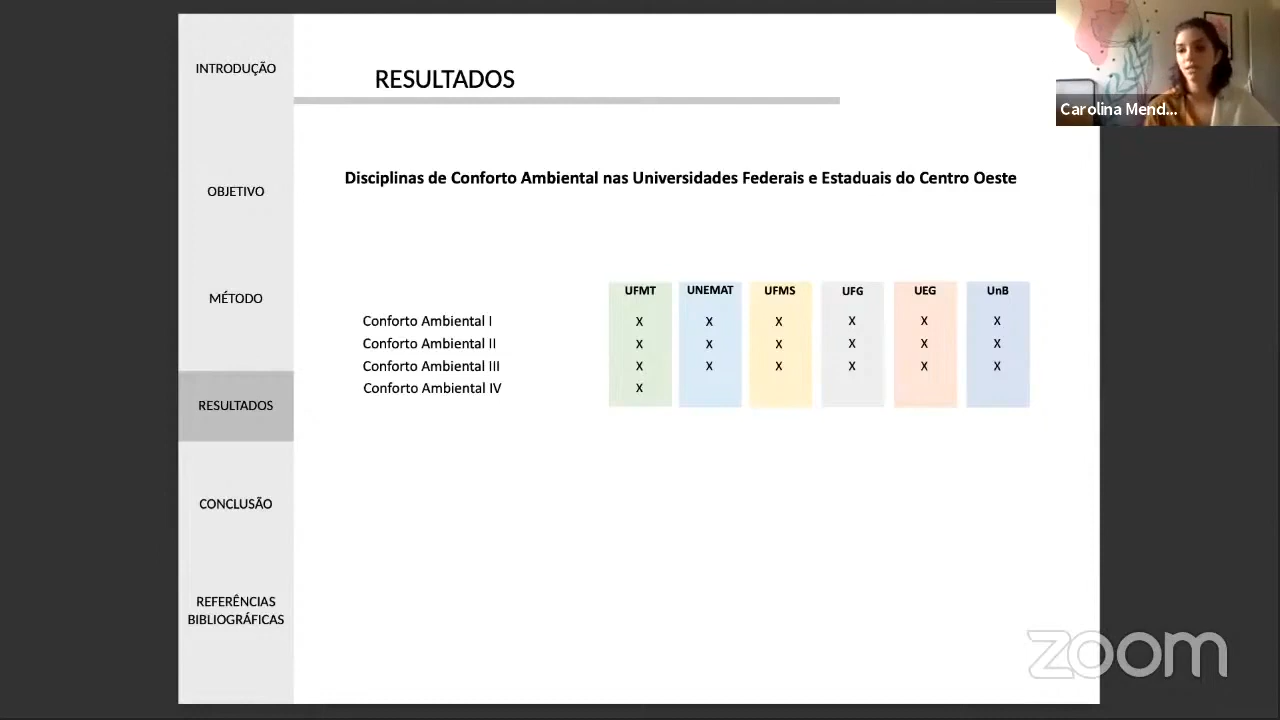 INTRODUÇÃO
OBJETIVO
MÉTODO
RESULTADOS
CONCLUSÃO
REFERÊNCIAS
BIBLIOGRÁFICAS
RESULTADOS
Disciplinas de Conforto Ambiental nas Universidades Federais e Estaduais do Centro Oeste
UFMT UNEMAT UFMS UFG UEG UnB
Conforto Ambiental I X X X X X X
Conforto Ambiental II X X X X X X
Conforto Ambiental III X X X X X X
Conforto Ambiental IV X
Carolina Mend...
zoom